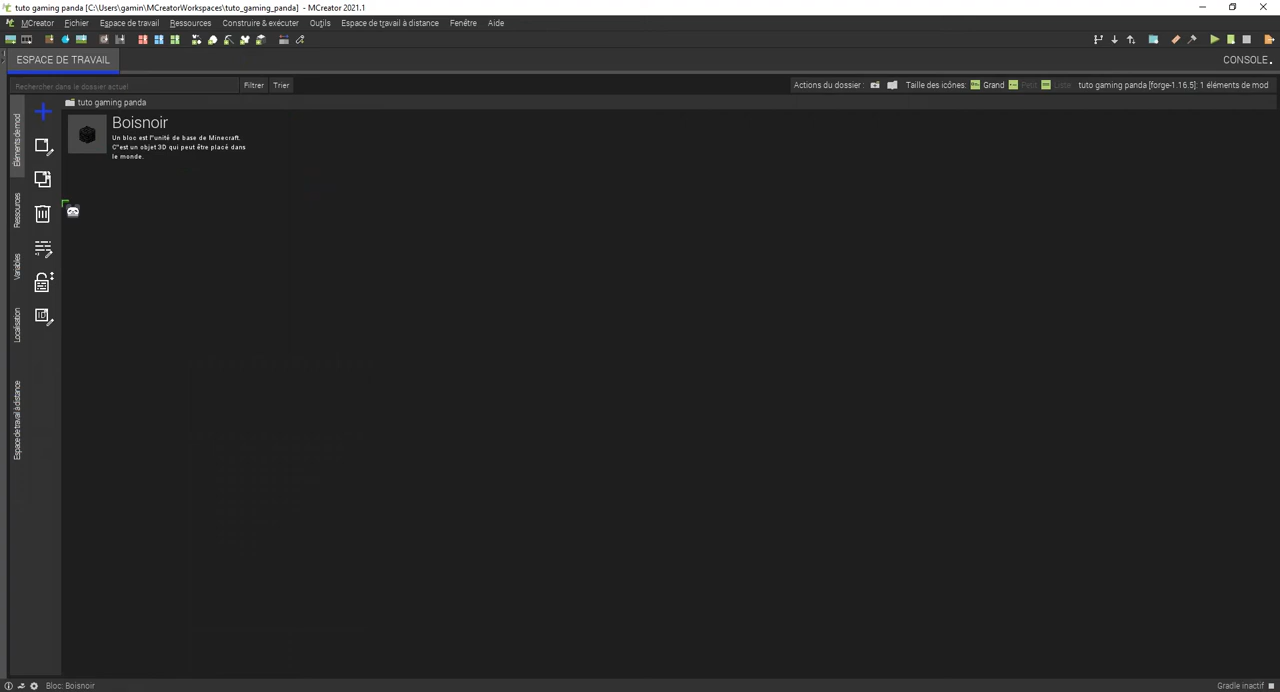 tuto gaming panda [C:\Users\gamin\MCreatorWorkspaces\tuto_gaming_panda] - MCreator 2021.1
MCreator Fichier Espace de travail Ressources Construire & exécuter Outils Espace de travail à distance Fenêtre Aide
ESPACE DE TRAVAIL
CONSOLE
Rechercher dans le dossier actuel
Filtrer
Trier
Actions du dossier:
Taille des icônes:
Grand
Petit
Liste
tuto gaming panda [forge-1.16.5]: 1 éléments de mod
tuto gaming panda
Boisnoir
Un bloc est l''unité de base de Minecraft.
C''est un objet 3D qui peut être placé dans
le monde.
Éléments de mod
Ressources
Variables
Localisation
Espace de travail à distance
Bloc: Boisnoir
Gradle inactif